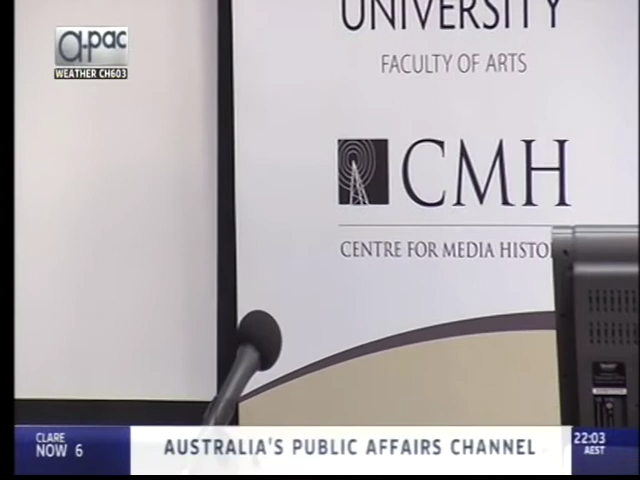 a-pac
WEATHER CH603
UNIVERSITY
FACULTY OF ARTS
CMH
CENTRE FOR MEDIA HISTO
CLARE
NOW 6
AUSTRALIA'S PUBLIC AFFAIRS CHANNEL
22:03
AEST